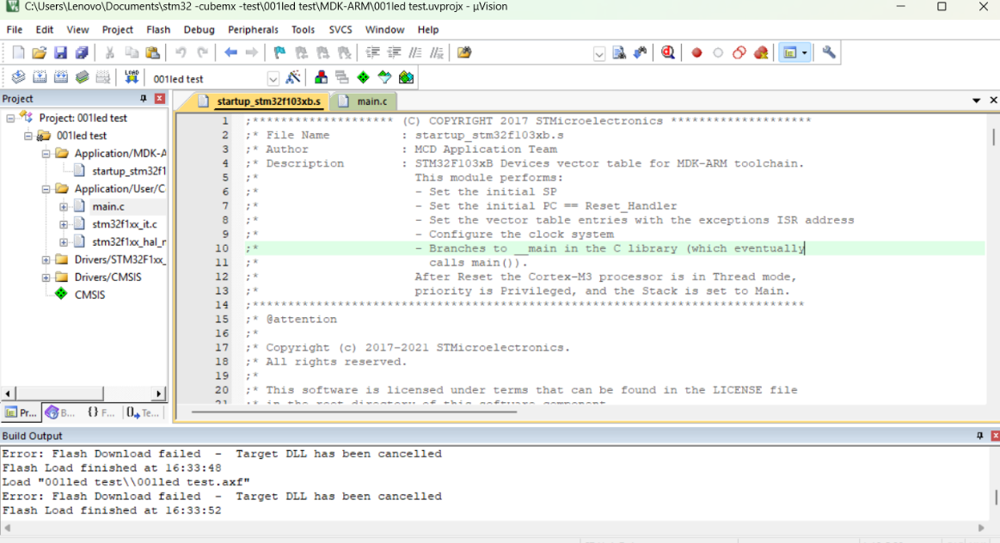 C:\Users\Lenovo\Documents\stm32 -cubemx -test\001led test\MDK-ARM\001led test.uvprojx - µVision
File Edit View Project Flash Debug Peripherals Tools SVCS Window Help
LOAD
001led test
Project
Project: 001led test
001led test
Application/MDK-A
startup_stm32f1
Application/User/C
main.c
stm32f1xx_it.c
stm32f1xx_hal_r
Drivers/STM32F1xx_
Drivers/CMSIS
CMSIS
Pr... B... {} F... Te...
startup_stm32f103xb.s main.c
1 ;******************** (C) COPYRIGHT 2017 STMicroelectronics ********************
2 ;* File Name : startup_stm32f103xb.s
3 ;* Author : MCD Application Team
4 ;* Description : STM32F103xB Devices vector table for MDK-ARM toolchain.
5 ;* This module performs:
6 ;* - Set the initial SP
7 ;* - Set the initial PC == Reset_Handler
8 ;* - Set the vector table entries with the exceptions ISR address
9 ;* - Configure the clock system
10 ;* - Branches to __main in the C library (which eventually
11 ;* calls main()).
12 ;* After Reset the Cortex-M3 processor is in Thread mode,
13 ;* priority is Privileged, and the Stack is set to Main.
14 ;******************************************************************************
15 ;* @attention
16 ;*
17 ;* Copyright (c) 2017-2021 STMicroelectronics.
18 ;* All rights reserved.
19 ;*
20 ;* This software is licensed under terms that can be found in the LICENSE file
21 ;* in the root directory of this software component
Build Output
Error: Flash Download failed - Target DLL has been cancelled
Flash Load finished at 16:33:48
Load "001led test\\001led test.axf"
Error: Flash Download failed - Target DLL has been cancelled
Flash Load finished at 16:33:52